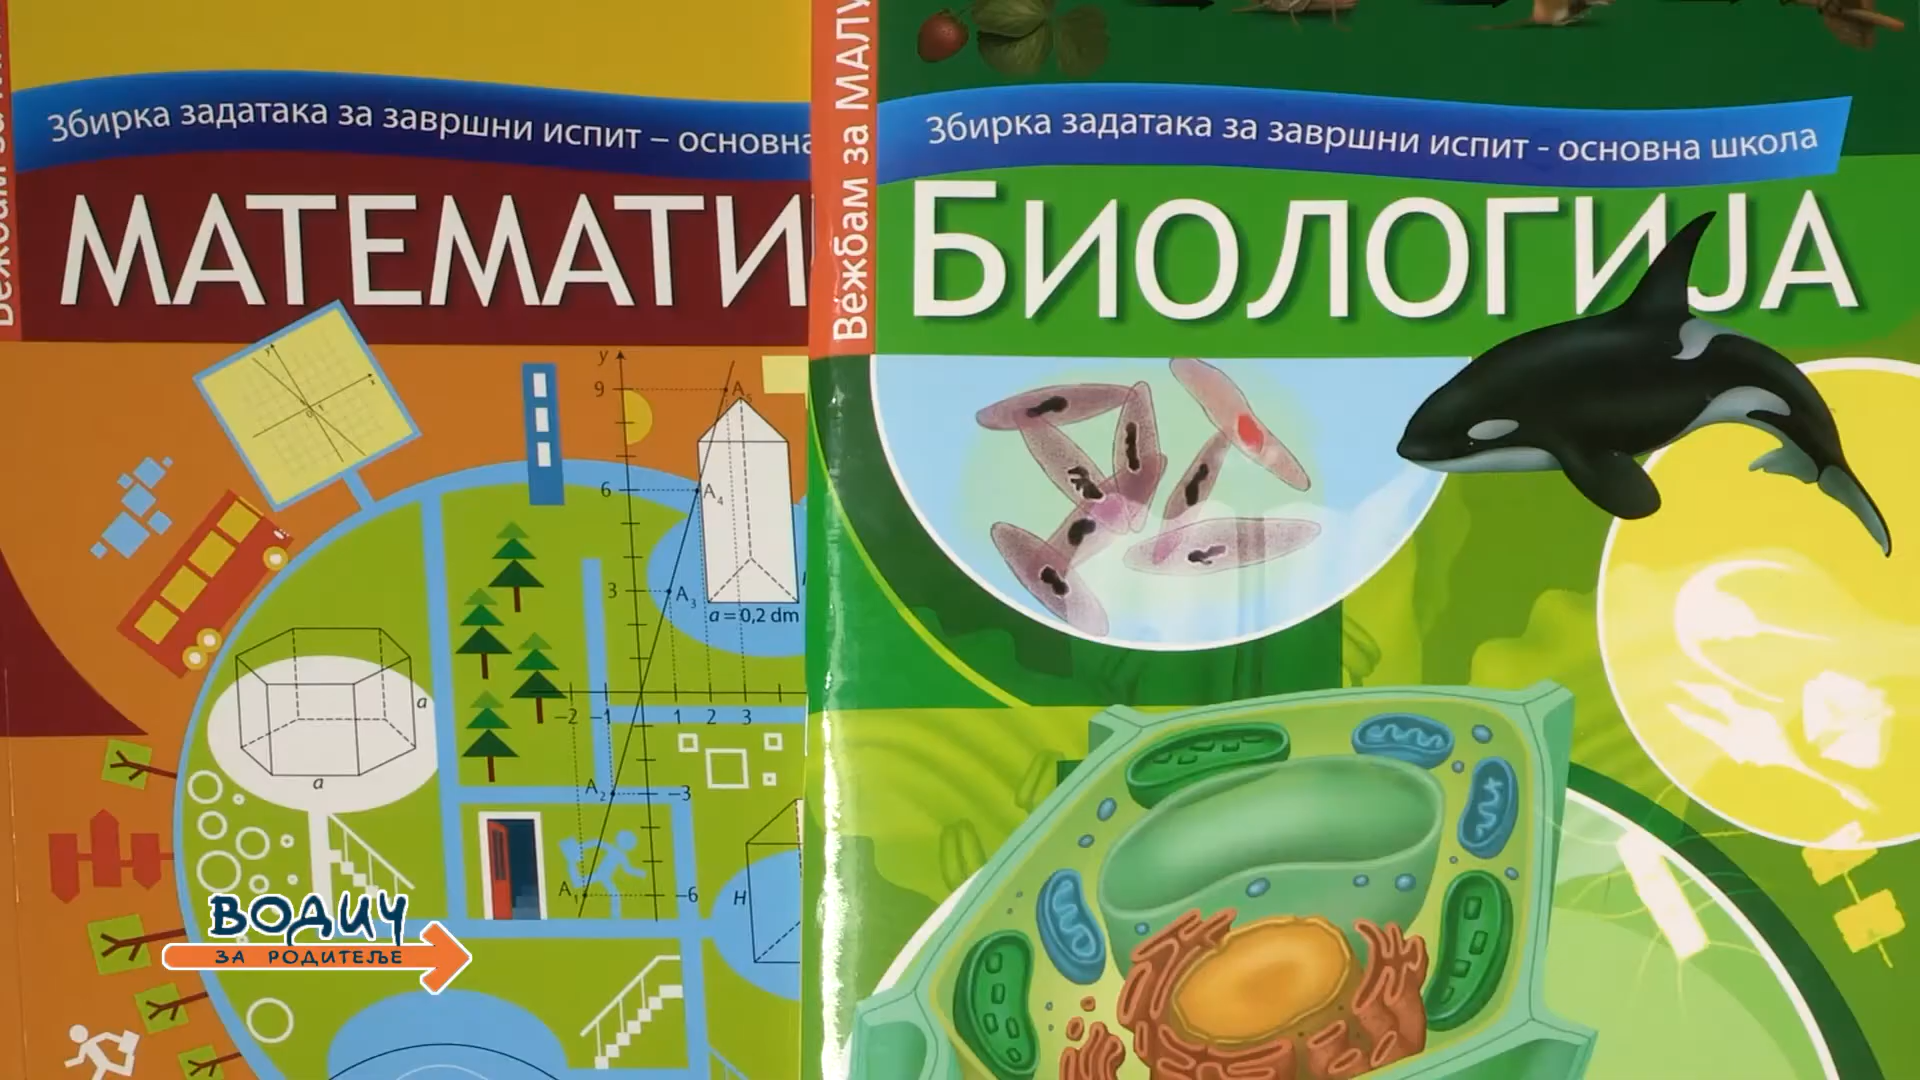 Збирка задатака за завршни испит – основна
МАТЕМАТИ
y
9
6
3
-2 -1 1 2 3
-3
-6
A₅
A₄
A₃
A₂
A₁
a = 0,2 dm
a
a
H
Вежбам за МАЛУ
Збирка задатака за завршни испит - основна школа
БИОЛОГИЈА
ВОДИЧ
ЗА РОДИТЕЉЕ